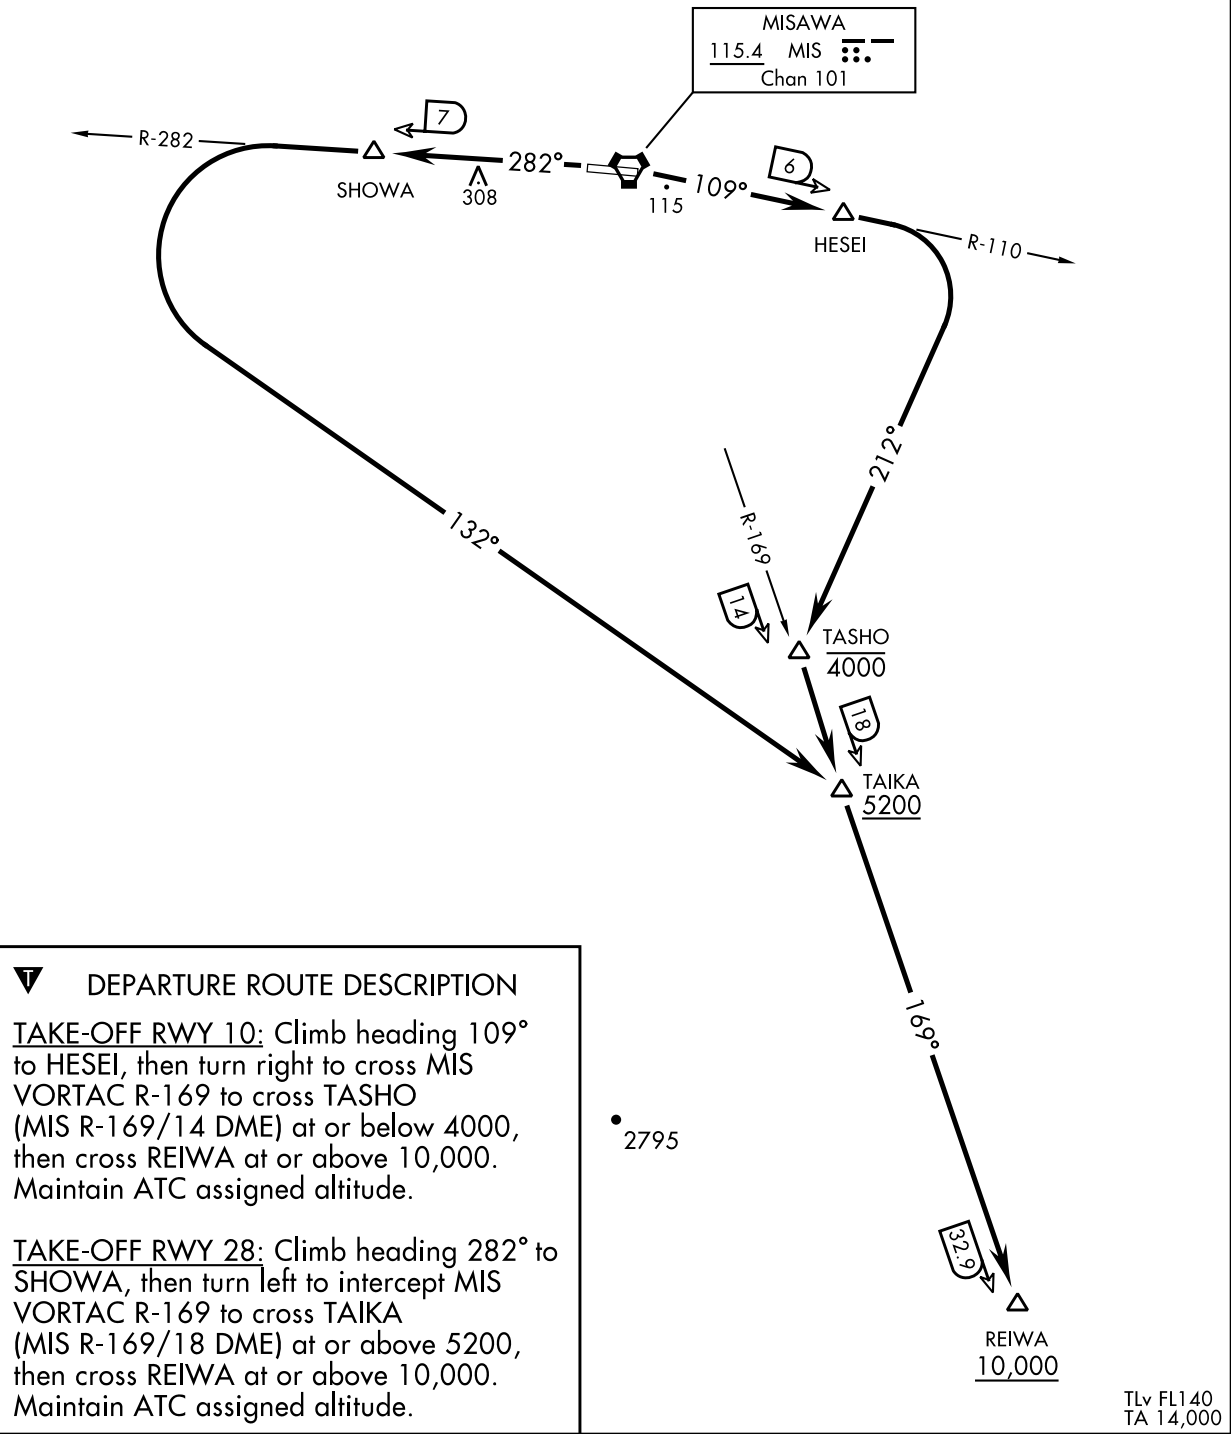 MISAWA
115.4 MIS
Chan 101
7
R-282
282°
6
109°
SHOWA
308
115
HESEI
R-110
212°
132°
R-169
14
TASHO
4000
18
TAIKA
5200
169°
T
DEPARTURE ROUTE DESCRIPTION
TAKE-OFF RWY 10: Climb heading 109°
to HESEI, then turn right to cross MIS
VORTAC R-169 to cross TASHO
(MIS R-169/14 DME) at or below 4000,
then cross REIWA at or above 10,000.
Maintain ATC assigned altitude.
TAKE-OFF RWY 28: Climb heading 282° to
SHOWA, then turn left to intercept MIS
VORTAC R-169 to cross TAIKA
(MIS R-169/18 DME) at or above 5200,
then cross REIWA at or above 10,000.
Maintain ATC assigned altitude.
2795
32.9
REIWA
10,000
TLv FL140
TA 14,000